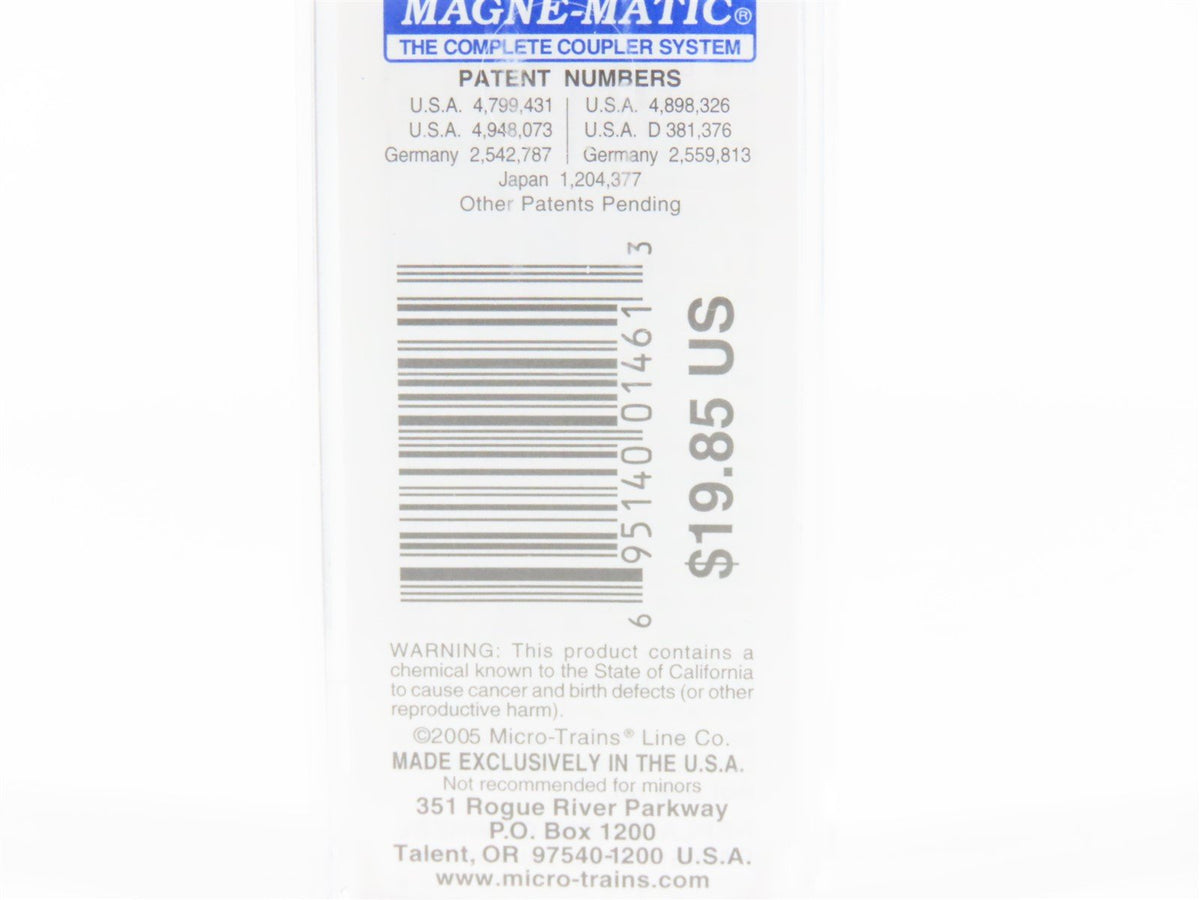 MAGNE-MATIC®
THE COMPLETE COUPLER SYSTEM
PATENT NUMBERS
U.S.A. 4,799,431 | U.S.A. 4,898,326
U.S.A. 4,948,073 | U.S.A. D 381,376
Germany 2,542,787 | Germany 2,559,813
Japan 1,204,377
Other Patents Pending
6 95140 01461 3
$19.85 US
WARNING: This product contains a
chemical known to the State of California
to cause cancer and birth defects (or other
reproductive harm).
©2005 Micro-Trains® Line Co.
MADE EXCLUSIVELY IN THE U.S.A.
Not recommended for minors
351 Rogue River Parkway
P.O. Box 1200
Talent, OR 97540-1200 U.S.A.
www.micro-trains.com